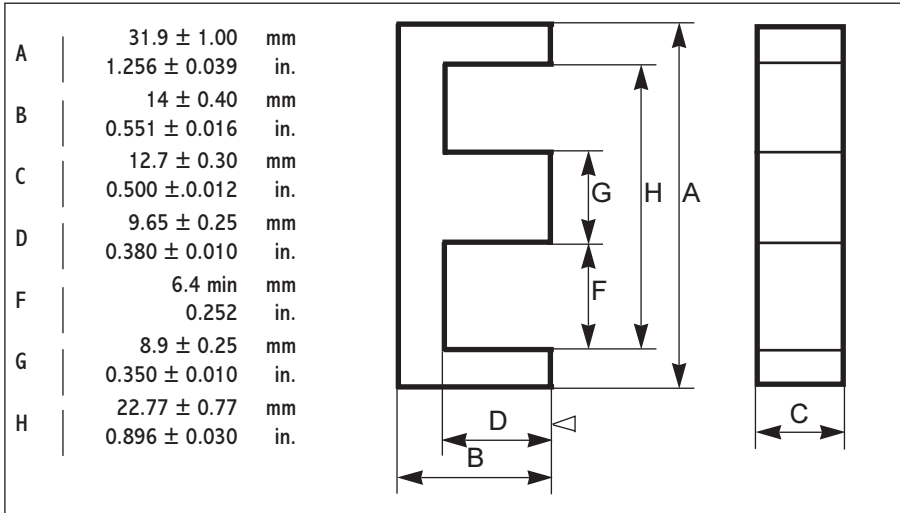 A 31.9 ± 1.00 mm
1.256 ± 0.039 in.
B 14 ± 0.40 mm
0.551 ± 0.016 in.
C 12.7 ± 0.30 mm
0.500 ±.0.012 in.
D 9.65 ± 0.25 mm
0.380 ± 0.010 in.
F 6.4 min mm
0.252 in.
G 8.9 ± 0.25 mm
0.350 ± 0.010 in.
H 22.77 ± 0.77 mm
0.896 ± 0.030 in.
G H A
F
D
B
C